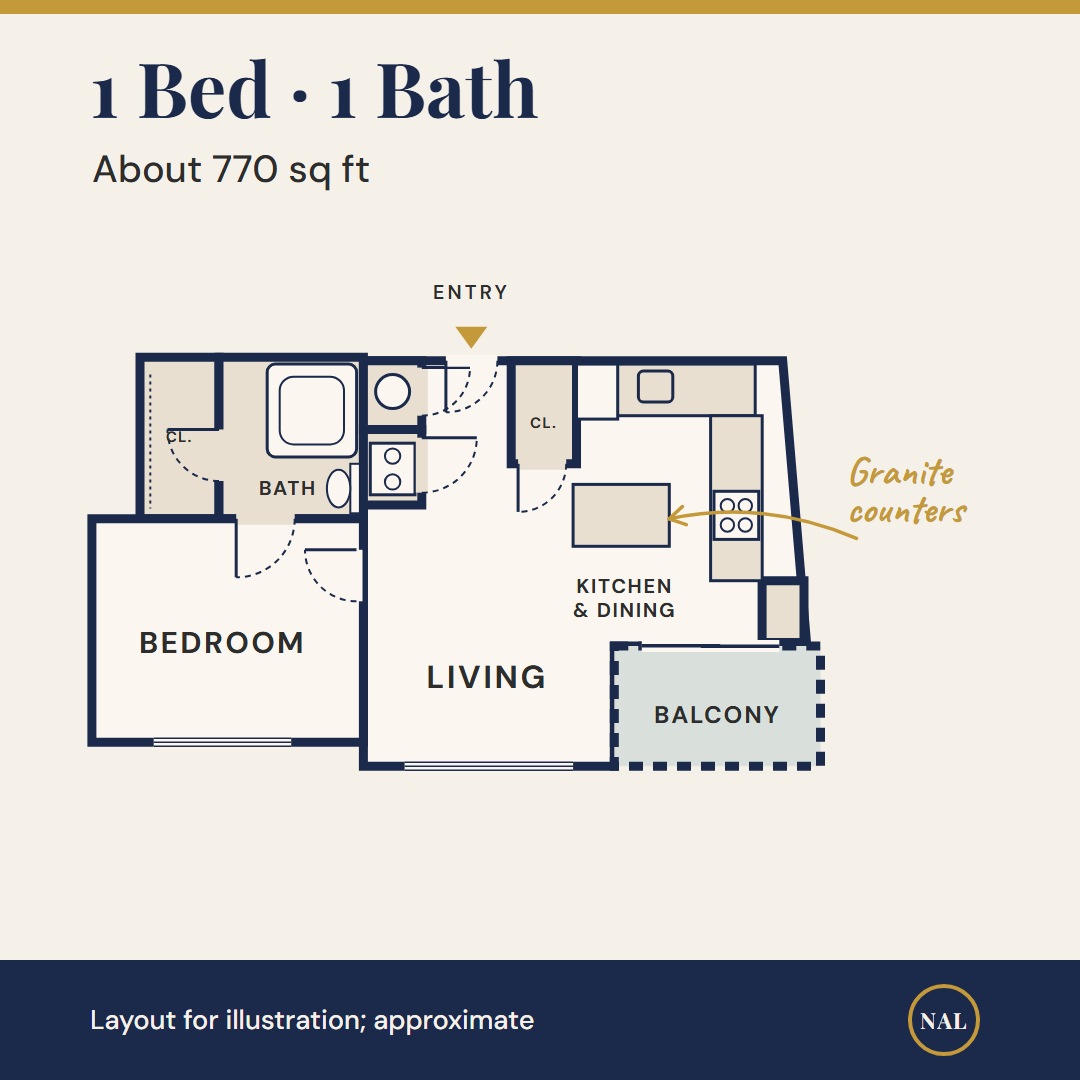 1 Bed · 1 Bath
About 770 sq ft
ENTRY
CL.
CL.
BATH
Granite
counters
KITCHEN
& DINING
BEDROOM
LIVING
BALCONY
Layout for illustration; approximate
NAL